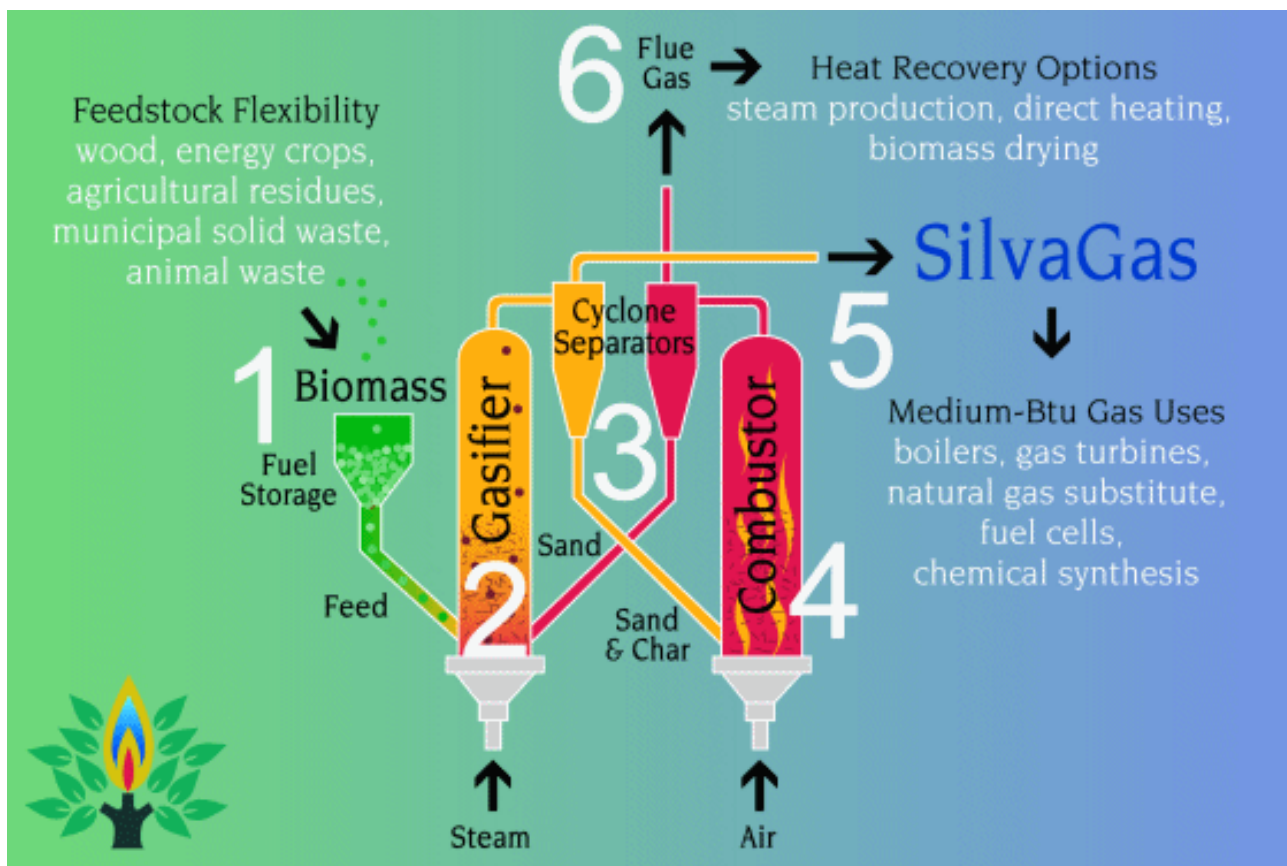 6
Flue
Gas
Heat Recovery Options
steam production, direct heating,
biomass drying
Feedstock Flexibility
wood, energy crops,
agricultural residues,
municipal solid waste,
animal waste
SilvaGas
5
Medium-Btu Gas Uses
boilers, gas turbines,
natural gas substitute,
fuel cells,
chemical synthesis
1
Biomass
Fuel
Storage
Feed
Gasifier
2
Cyclone
Separators
3
Sand
Sand
& Char
Combustor
4
Steam
Air